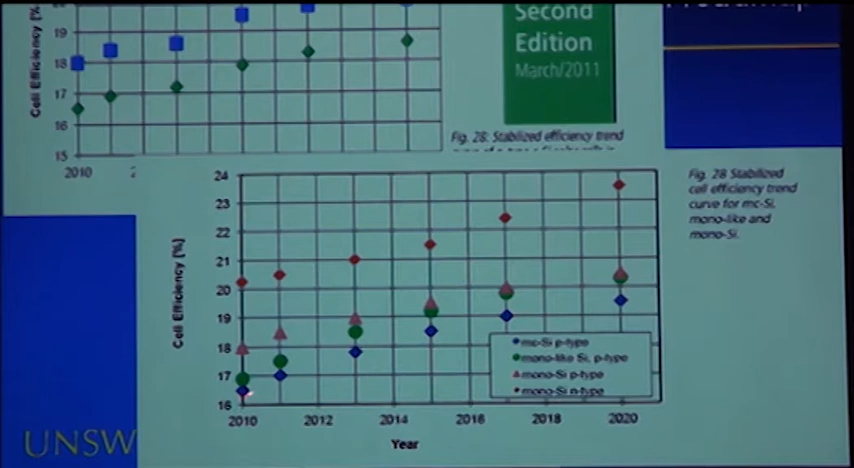 Second
Edition
March/2011
Cell Efficiency [%]
19
18
17
16
15
2010
Fig. 28: Stabilized efficiency trend
Fig. 28 Stabilized
cell efficiency trend
curve for mc-Si,
mono-like and
mono-Si.
Cell Efficiency [%]
24
23
22
21
20
19
18
17
16
2010
2012
2014
2016
2018
2020
Year
mc-Si p-type
mono-like Si, p-type
mono-Si p-type
mono-Si n-type
UNSW